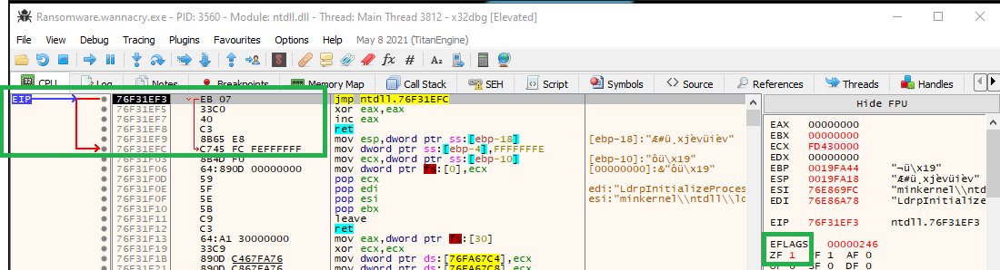 Ransomware.wannacry.exe - PID: 3560 - Module: ntdll.dll - Thread: Main Thread 3812 - x32dbg [Elevated]
File View Debug Tracing Plugins Favourites Options Help May 8 2021 (TitanEngine)
CPU Log Notes Breakpoints Memory Map Call Stack SEH Script Symbols Source References Threads Handles
EIP 76F31EF3 EB 07 jmp ntdll.76F31EFC Hide FPU
76F31EF5 33C0 xor eax,eax
76F31EF7 40 inc eax EAX 00000000
76F31EF8 C3 ret EBX 00000000
76F31EF9 8B65 E8 mov esp,dword ptr ss:[ebp-18] [ebp-18]:"Æ#ü¸xjèvüièv" ECX FD430000
76F31EFC C745 FC FEFFFFFF mov dword ptr ss:[ebp-4],FFFFFFFE EDX 00000000
8B4D F0 mov ecx,dword ptr ss:[ebp-10] [ebp-10]:"ôü\x19" EBP 0019FA44 "¬ü\x19"
76F31F06 64:890D 00000000 mov dword ptr fs:[0],ecx [00000000]:&"ôü\x19" ESP 0019FA18 "Æ#ü¸xjèvüièv"
76F31F0D 59 pop ecx ESI 76E869FC "minkernel\\ntd
76F31F0E 5F pop edi edi:"LdrpInitializeProces EDI 76E86A78 "LdrpInitialize
76F31F0F 5E pop esi esi:"minkernel\\ntdll\\ld
76F31F10 5B pop ebx EIP 76F31EF3 ntdll.76F31EF3
76F31F11 C9 leave
76F31F12 C3 ret EFLAGS 00000246
76F31F13 64:A1 30000000 mov eax,dword ptr fs:[30] ZF 1 PF 1 AF 0
76F31F19 33C9 xor ecx,ecx OF 0 SF 0 DF 0
76F31F1B 890D C467FA76 mov dword ptr ds:[76FA67C4],ecx
76F31F21 890D C867FA76 mov dword ptr ds:[76FA67C8],ecx